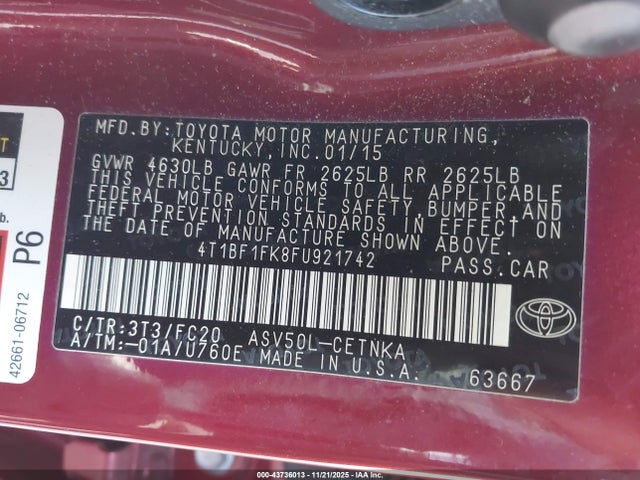 MFD.BY:TOYOTA MOTOR MANUFACTURING,
KENTUCKY,INC.01/15
GVWR 4630LB GAWR FR 2625LB RR 2625LB
THIS VEHICLE CONFORMS TO ALL APPLICABLE
FEDERAL MOTOR VEHICLE SAFETY, BUMPER AND
THEFT PREVENTION STANDARDS IN EFFECT ON
THE DATE OF MANUFACTURE SHOWN ABOVE.
4T1BF1FK8FU921742 PASS.CAR
C/TR:3T3/FC20 ASV50L-CETNKA
A/TM:-01A/U760E MADE IN U.S.A. 63667
TOYOTA
P6
42661-06712
000-43736013 - 11/21/2025 - IAAI